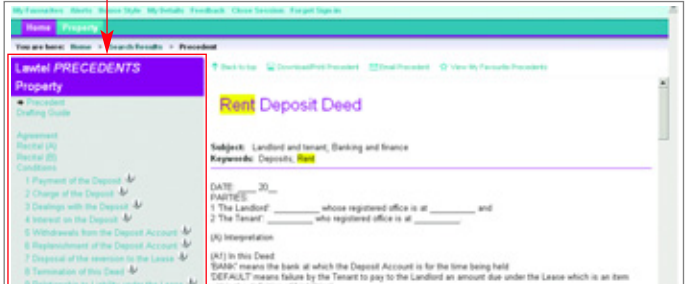 My Favourites Alerts House Style My Details Feedback Close Session Forget Sign-in
Home Property
You are here: Home > Search Results > Precedent
Lawtel PRECEDENTS
Property
Precedent
Drafting Guide
Agreement
Recital (A)
Recital (B)
Conditions
1 Payment of the Deposit
2 Charge of the Deposit
3 Dealings with the Deposit
4 Interest on the Deposit
5 Withdrawals from the Deposit Account
6 Replenishment of the Deposit Account
7 Disposal of the reversion to the Lease
8 Termination of this Deed
Back to top Download/Print Precedent Email Precedent View My Favourite Precedents
Rent Deposit Deed
Subject: Landlord and tenant, Banking and finance
Keywords: Deposits, Rent
DATE: ____ 20__
PARTIES:
1 'The Landlord': __________ whose registered office is at __________ and
2 'The Tenant': __________ who registered office is at __________
(A) Interpretation
(A1) In this Deed:
'BANK' means the bank at which the Deposit Account is for the time being held
'DEFAULT' means failure by the Tenant to pay to the Landlord an amount due under the Lease which is an item